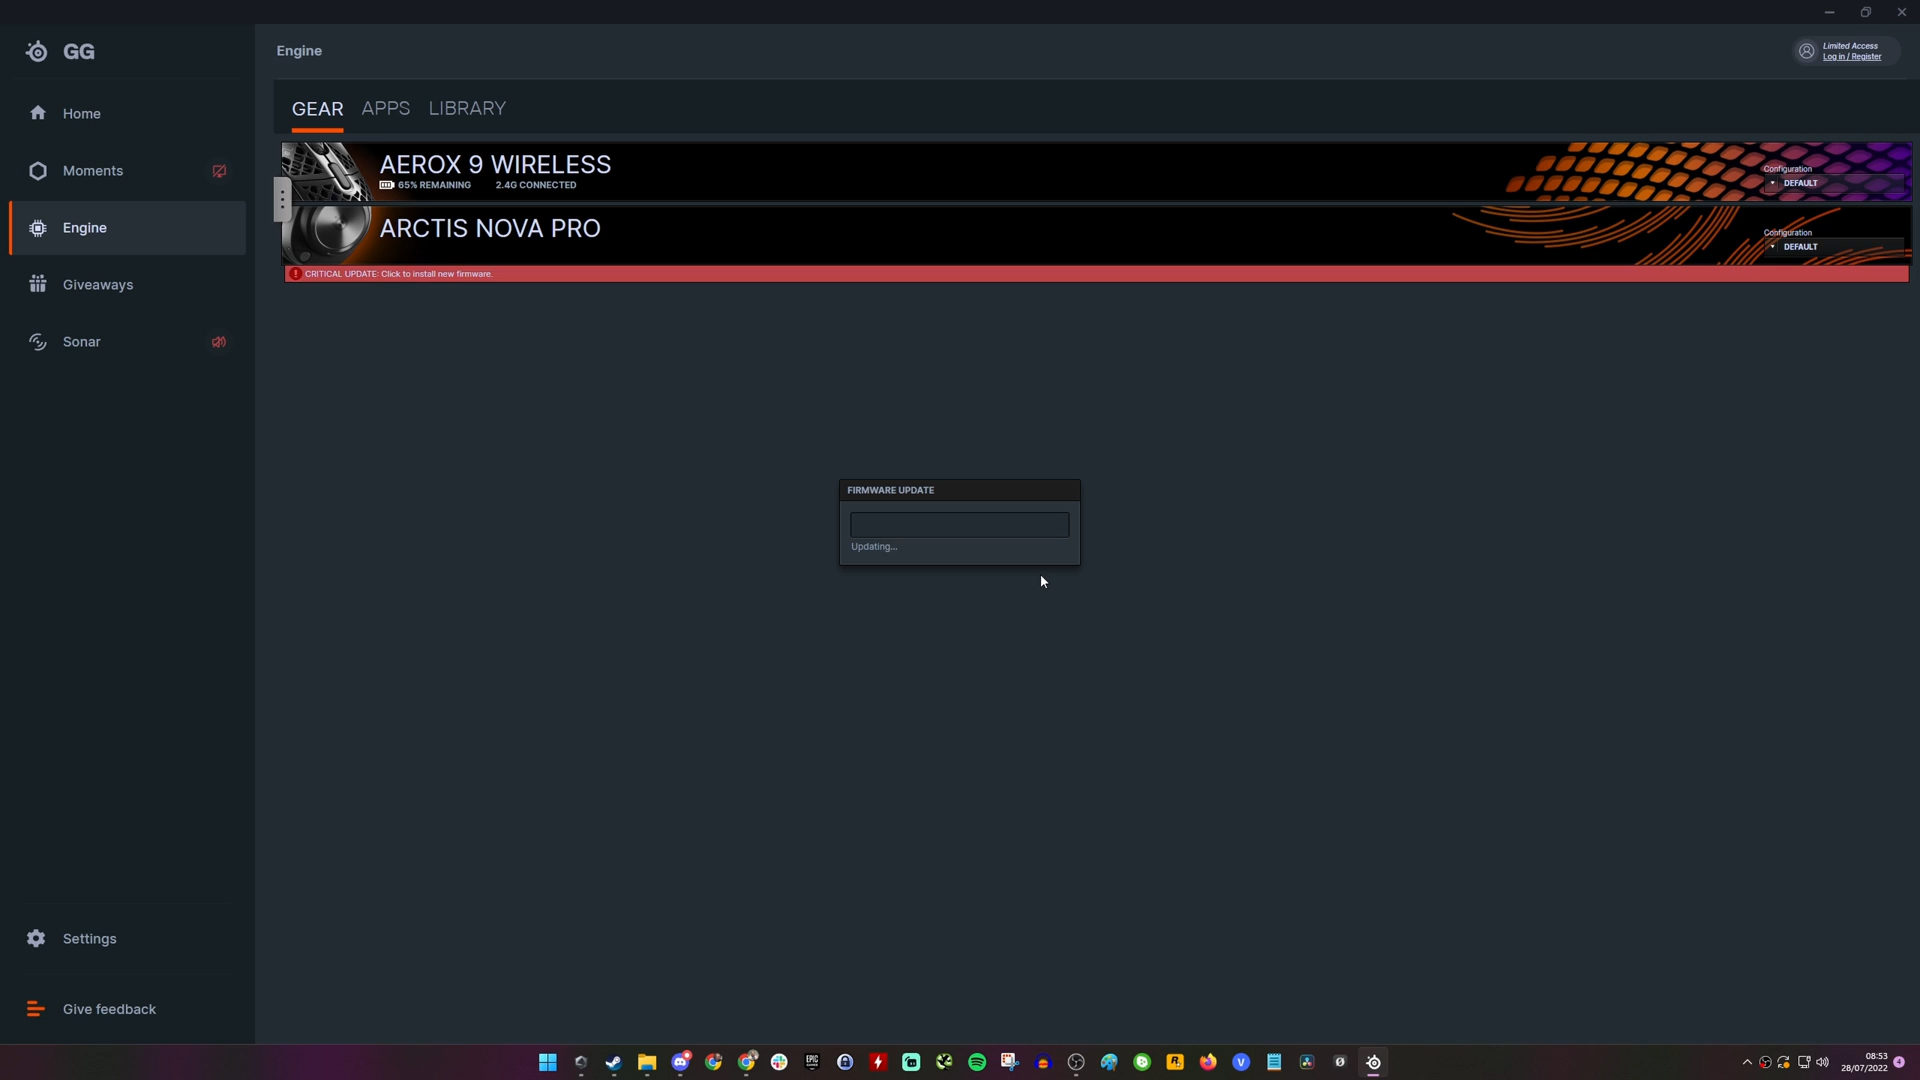 GG
Engine
Limited Access
Log in / Register
Home
Moments
Engine
Giveaways
Sonar
GEAR APPS LIBRARY
AEROX 9 WIRELESS
65% REMAINING 2.4G CONNECTED
Configuration
DEFAULT
ARCTIS NOVA PRO
Configuration
DEFAULT
! CRITICAL UPDATE: Click to install new firmware.
FIRMWARE UPDATE
Updating...
Settings
Give feedback
EPIC
R
V
08:53
28/07/2022
4